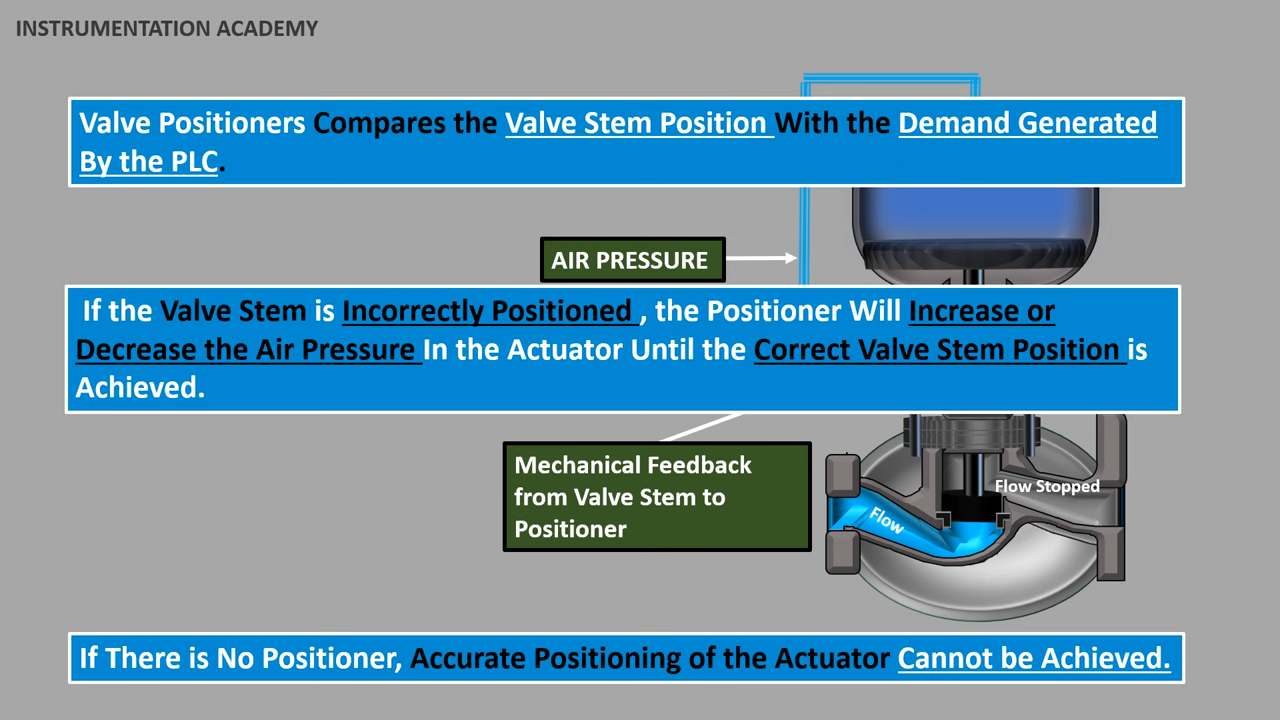 INSTRUMENTATION ACADEMY
Valve Positioners Compares the Valve Stem Position With the Demand Generated
By the PLC.
AIR PRESSURE
If the Valve Stem is Incorrectly Positioned , the Positioner Will Increase or
Decrease the Air Pressure In the Actuator Until the Correct Valve Stem Position is
Achieved.
Mechanical Feedback
from Valve Stem to
Positioner
Flow Stopped
Flow
If There is No Positioner, Accurate Positioning of the Actuator Cannot be Achieved.